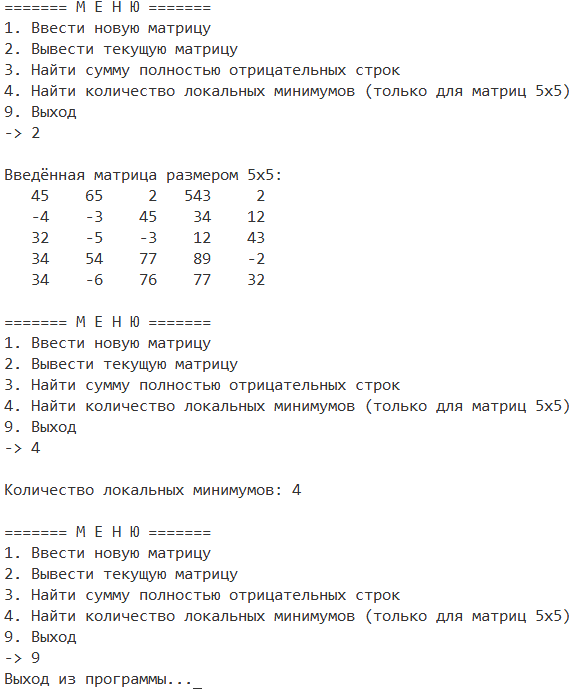 ======= М Е Н Ю =======
1. Ввести новую матрицу
2. Вывести текущую матрицу
3. Найти сумму полностью отрицательных строк
4. Найти количество локальных минимумов (только для матриц 5x5)
9. Выход
-> 2
Введённая матрица размером 5x5:
45 65 2 543 2
-4 -3 45 34 12
32 -5 -3 12 43
34 54 77 89 -2
34 -6 76 77 32
======= М Е Н Ю =======
1. Ввести новую матрицу
2. Вывести текущую матрицу
3. Найти сумму полностью отрицательных строк
4. Найти количество локальных минимумов (только для матриц 5x5)
9. Выход
-> 4
Количество локальных минимумов: 4
======= М Е Н Ю =======
1. Ввести новую матрицу
2. Вывести текущую матрицу
3. Найти сумму полностью отрицательных строк
4. Найти количество локальных минимумов (только для матриц 5x5)
9. Выход
-> 9
Выход из программы..._